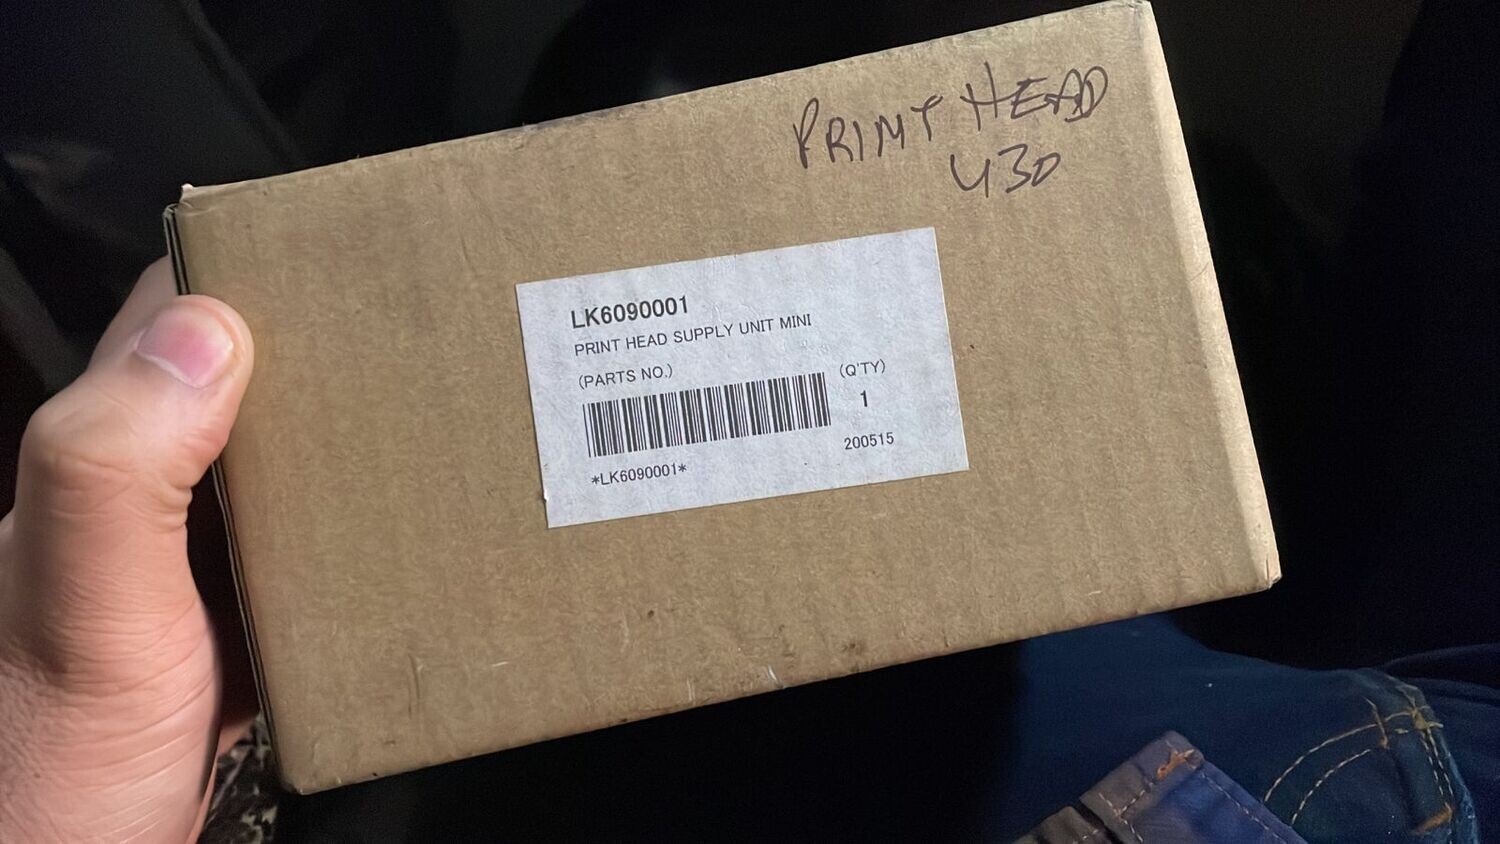 PRINT HEAD
430
LK6090001
PRINT HEAD SUPPLY UNIT MINI
(PARTS NO.)
(Q'TY)
1
200515
*LK6090001*